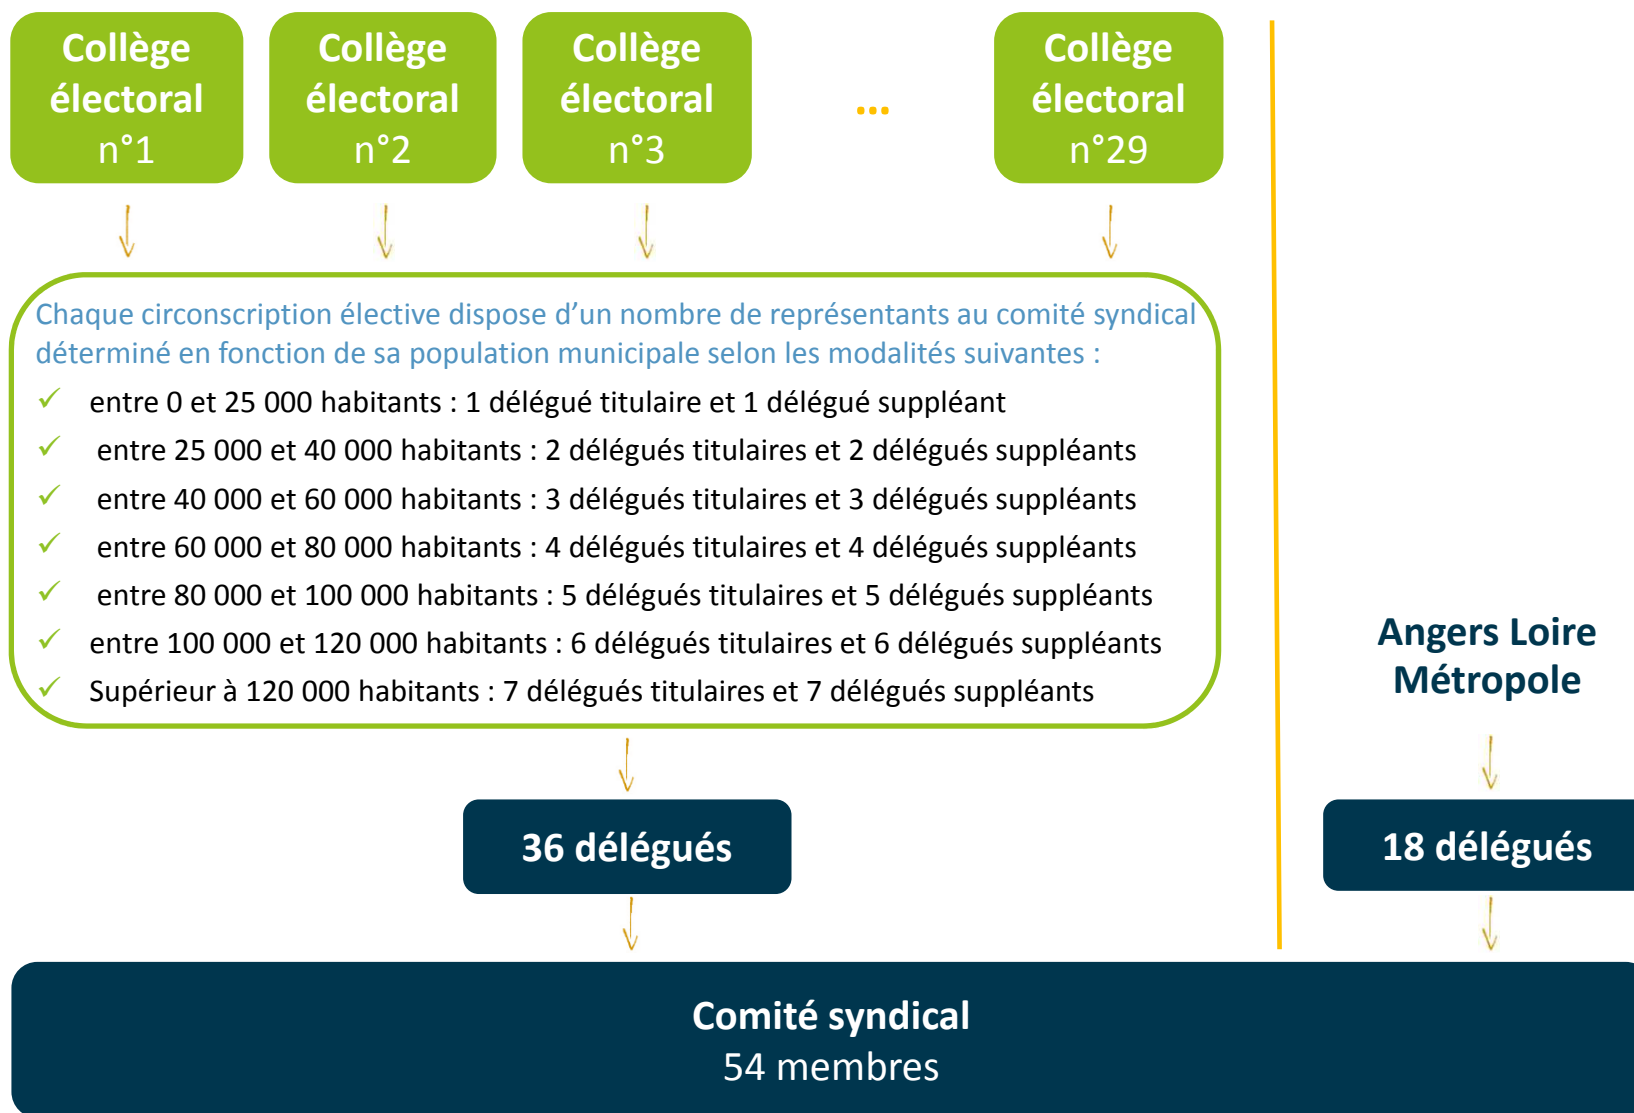 Collège
électoral
n°1
Collège
électoral
n°2
Collège
électoral
n°3
...
Collège
électoral
n°29
Chaque circonscription élective dispose d’un nombre de représentants au comité syndical
déterminé en fonction de sa population municipale selon les modalités suivantes :
✓ entre 0 et 25 000 habitants : 1 délégué titulaire et 1 délégué suppléant
✓ entre 25 000 et 40 000 habitants : 2 délégués titulaires et 2 délégués suppléants
✓ entre 40 000 et 60 000 habitants : 3 délégués titulaires et 3 délégués suppléants
✓ entre 60 000 et 80 000 habitants : 4 délégués titulaires et 4 délégués suppléants
✓ entre 80 000 et 100 000 habitants : 5 délégués titulaires et 5 délégués suppléants
✓ entre 100 000 et 120 000 habitants : 6 délégués titulaires et 6 délégués suppléants
✓ Supérieur à 120 000 habitants : 7 délégués titulaires et 7 délégués suppléants
36 délégués
Angers Loire
Métropole
18 délégués
Comité syndical
54 membres